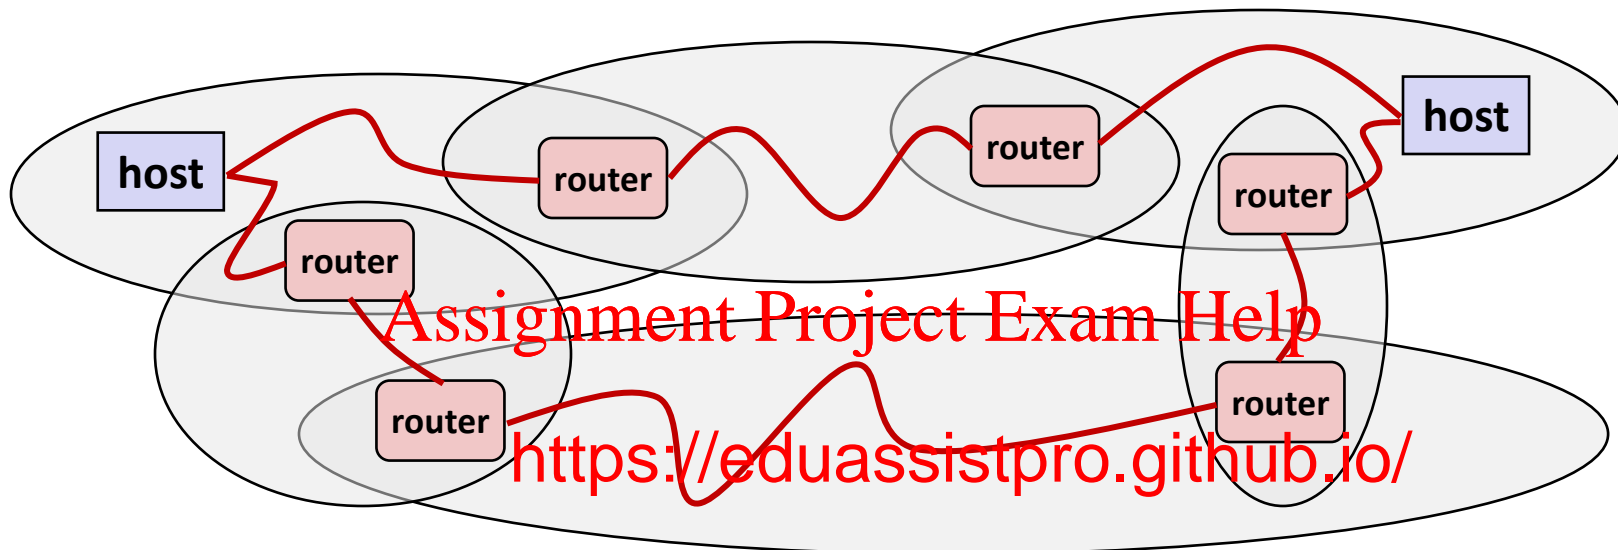 host
host
router
router
router
router
Assignment Project Exam Help
router
router
https://eduassistpro.github.io/